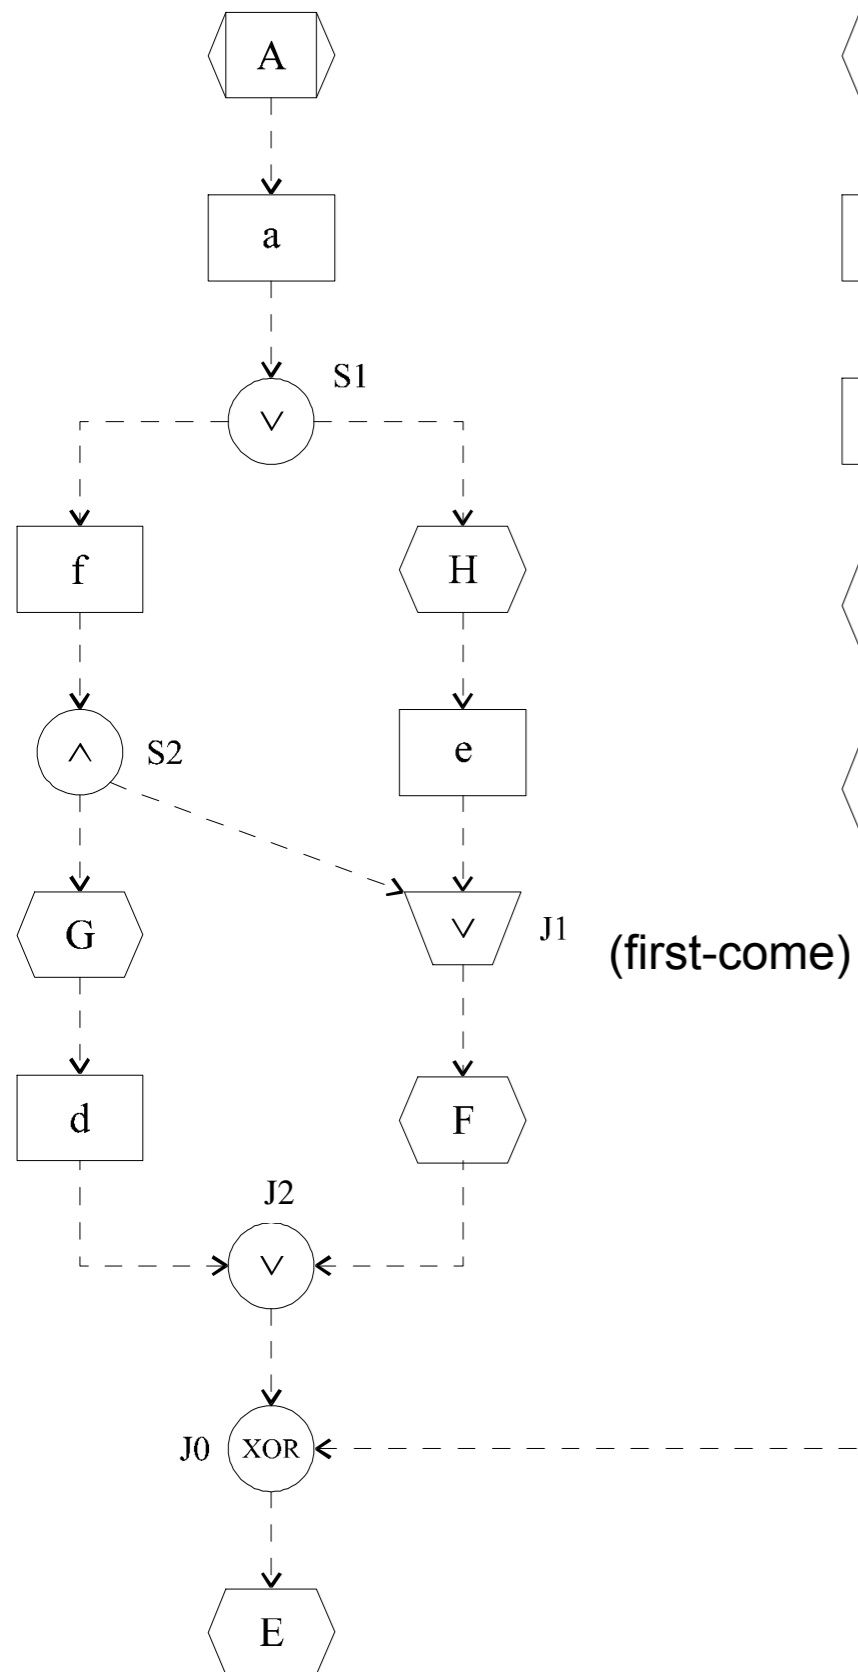 A
a
S1
∨
f
H
∧
S2
e
G
∨
J1
(first-come)
d
F
J2
∨
J0
XOR
E